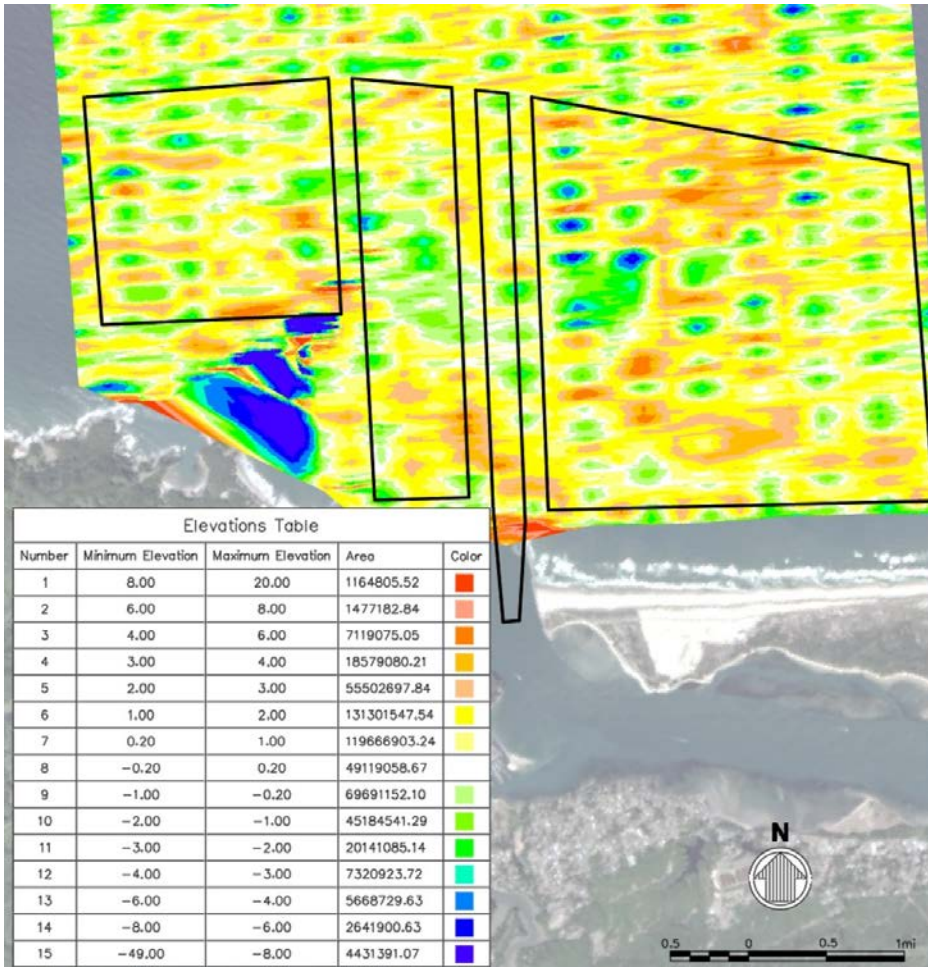 Elevations Table
Number Minimum Elevation Maximum Elevation Area Color
1 8.00 20.00 1164805.52
2 6.00 8.00 1477182.84
3 4.00 6.00 7119075.05
4 3.00 4.00 18579080.21
5 2.00 3.00 55502697.84
6 1.00 2.00 131301547.54
7 0.20 1.00 119666903.24
8 −0.20 0.20 49119058.67
9 −1.00 −0.20 69691152.10
10 −2.00 −1.00 45184541.29
11 −3.00 −2.00 20141085.14
12 −4.00 −3.00 7320923.72
13 −6.00 −4.00 5668729.63
14 −8.00 −6.00 2641900.63
15 −49.00 −8.00 4431391.07
N
0.5 0 0.5 1mi